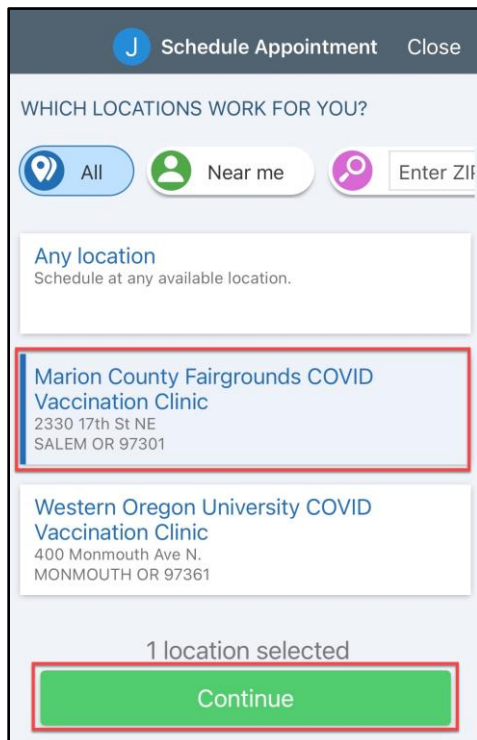 J Schedule Appointment Close
WHICH LOCATIONS WORK FOR YOU?
All Near me Enter ZIP
Any location
Schedule at any available location.
Marion County Fairgrounds COVID
Vaccination Clinic
2330 17th St NE
SALEM OR 97301
Western Oregon University COVID
Vaccination Clinic
400 Monmouth Ave N.
MONMOUTH OR 97361
1 location selected
Continue